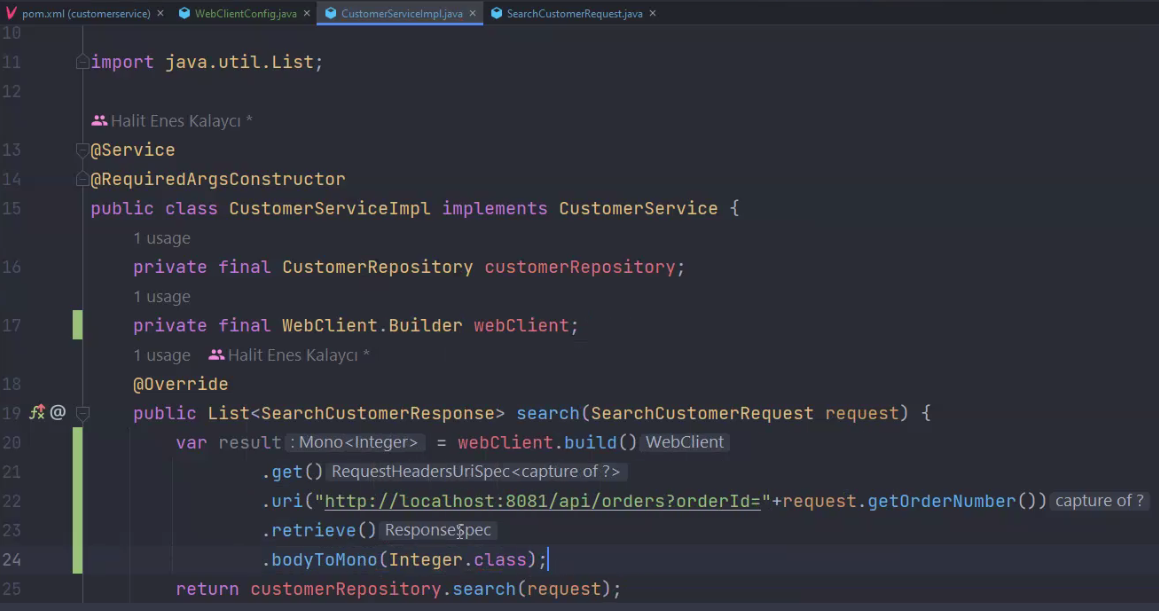 pom.xml (customerservice) × WebClientConfig.java × CustomerServiceImpl.java × SearchCustomerRequest.java ×
10
11 import java.util.List;
12
Halit Enes Kalaycı *
13 @Service
14 @RequiredArgsConstructor
15 public class CustomerServiceImpl implements CustomerService {
1 usage
16 private final CustomerRepository customerRepository;
1 usage
17 private final WebClient.Builder webClient;
1 usage Halit Enes Kalaycı *
18 @Override
19 public List<SearchCustomerResponse> search(SearchCustomerRequest request) {
20 var result : Mono<Integer> = webClient.build() WebClient
21 .get() RequestHeadersUriSpec<capture of ?>
22 .uri("http://localhost:8081/api/orders?orderId="+request.getOrderNumber()) capture of ?
23 .retrieve() ResponseSpec
24 .bodyToMono(Integer.class);
25 return customerRepository.search(request);